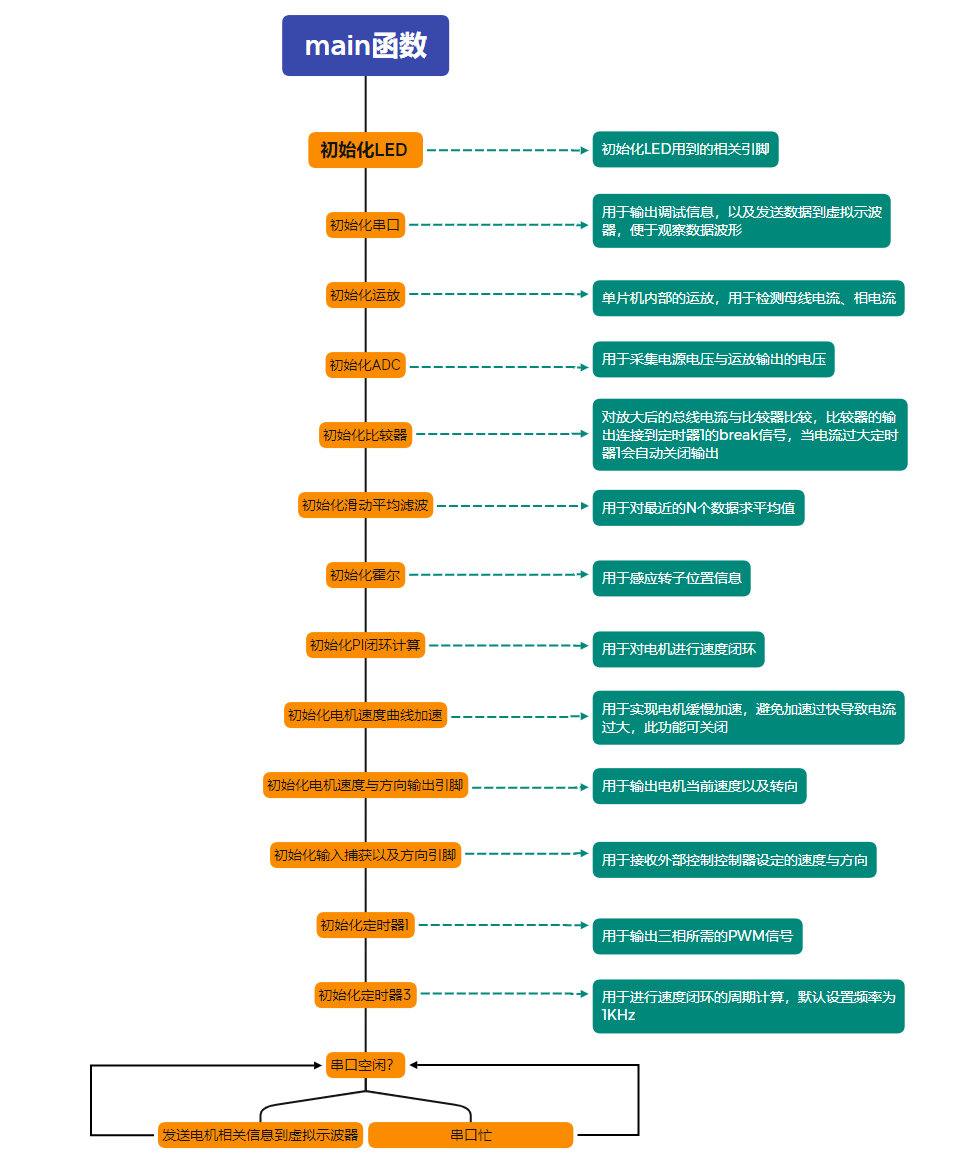 main函数
初始化LED
初始化LED用到的相关引脚
初始化串口
用于输出调试信息，以及发送数据到虚拟示波
器，便于观察数据波形
初始化运放
单片机内部的运放，用于检测母线电流、相电流
初始化ADC
用于采集电源电压与运放输出的电压
初始化比较器
对放大后的总线电流与比较器比较，比较器的输
出连接到定时器1的break信号，当电流过大定时
器1会自动关闭输出
初始化滑动平均滤波
用于对最近的N个数据求平均值
初始化霍尔
用于感应转子位置信息
初始化PI闭环计算
用于对电机进行速度闭环
初始化电机速度曲线加速
用于实现电机缓慢加速，避免加速过快导致电流
过大，此功能可关闭
初始化电机速度与方向输出引脚
用于输出电机当前速度以及转向
初始化输入捕获以及方向引脚
用于接收外部控制控制器设定的速度与方向
初始化定时器1
用于输出三相所需的PWM信号
初始化定时器3
用于进行速度闭环的周期计算，默认设置频率为
1KHz
串口空闲？
发送电机相关信息到虚拟示波器
串口忙